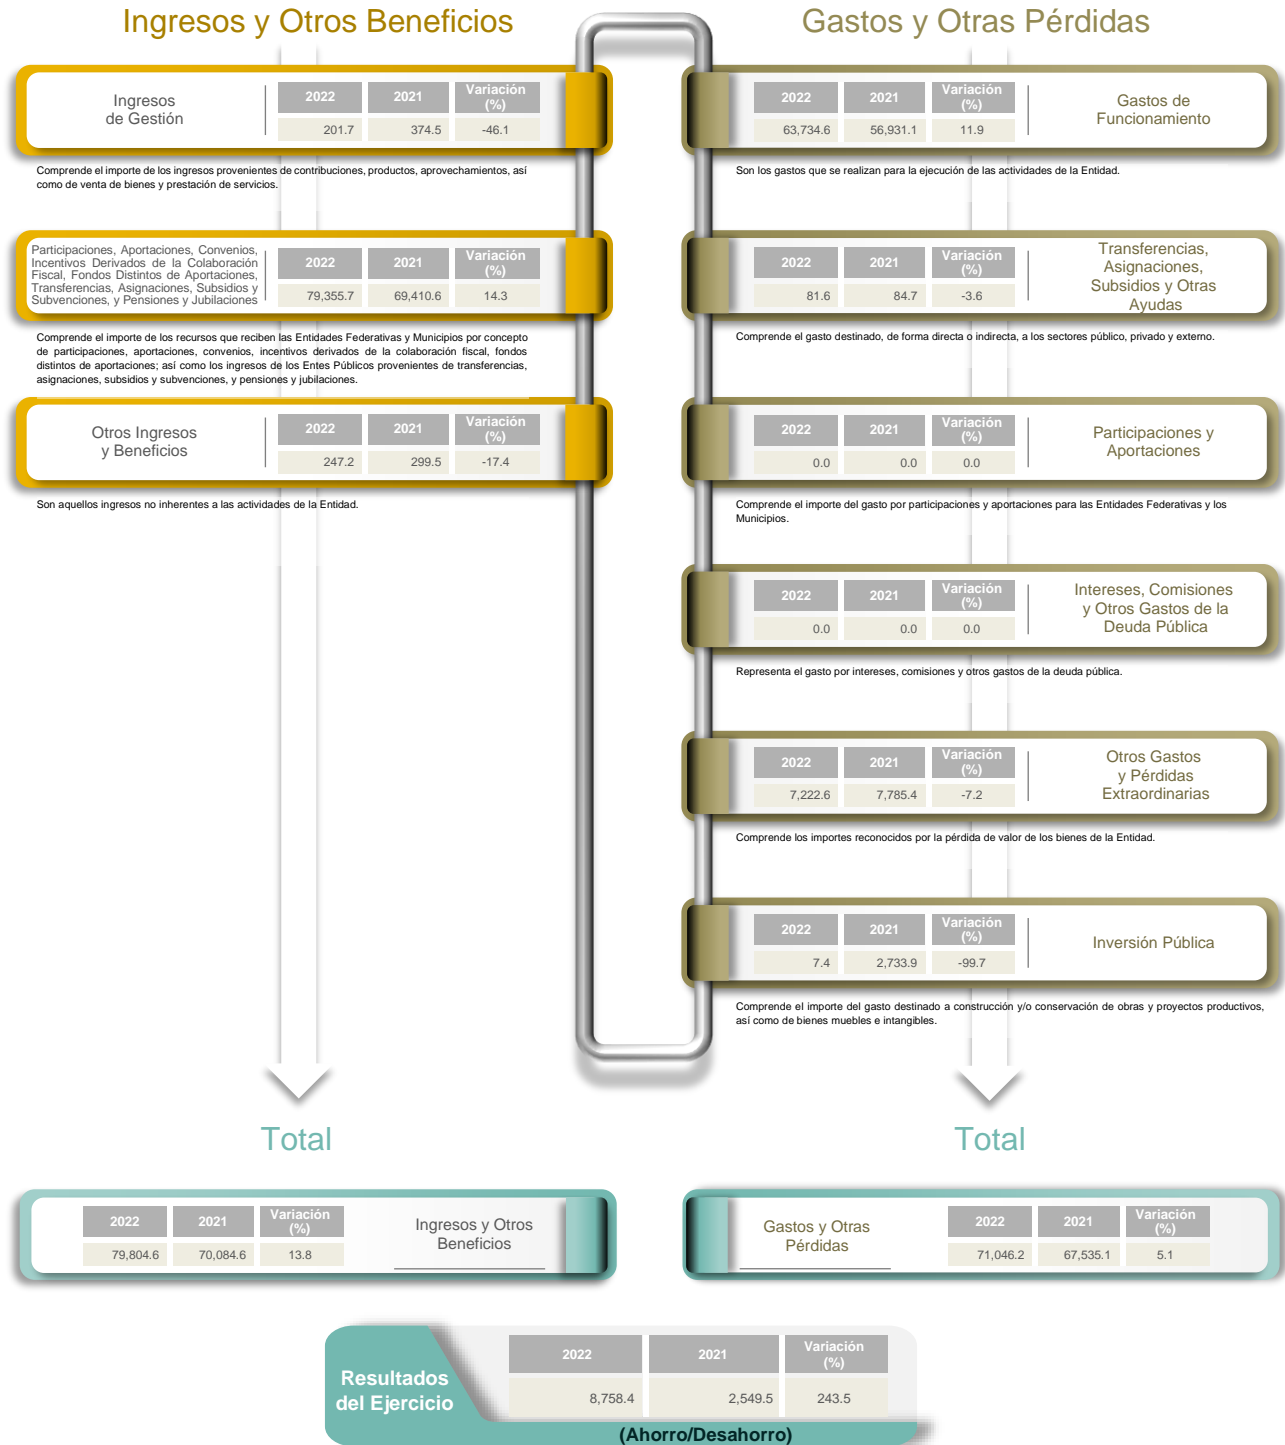 Ingresos y Otros Beneficios
Ingresos
de Gestión
2022 2021 Variación
(%)
201.7 374.5 -46.1
Comprende el importe de los ingresos provenientes de contribuciones, productos, aprovechamientos, así
como de venta de bienes y prestación de servicios.
Participaciones, Aportaciones, Convenios,
Incentivos Derivados de la Colaboración
Fiscal, Fondos Distintos de Aportaciones,
Transferencias, Asignaciones, Subsidios y
Subvenciones, y Pensiones y Jubilaciones
2022 2021 Variación
(%)
79,355.7 69,410.6 14.3
Comprende el importe de los recursos que reciben las Entidades Federativas y Municipios por concepto
de participaciones, aportaciones, convenios, incentivos derivados de la colaboración fiscal, fondos
distintos de aportaciones; así como los ingresos de los Entes Públicos provenientes de transferencias,
asignaciones, subsidios y subvenciones, y pensiones y jubilaciones.
Otros Ingresos
y Beneficios
2022 2021 Variación
(%)
247.2 299.5 -17.4
Son aquellos ingresos no inherentes a las actividades de la Entidad.
Gastos y Otras Pérdidas
2022 2021 Variación
(%)
63,734.6 56,931.1 11.9
Gastos de
Funcionamiento
Son los gastos que se realizan para la ejecución de las actividades de la Entidad.
2022 2021 Variación
(%)
81.6 84.7 -3.6
Transferencias,
Asignaciones,
Subsidios y Otras
Ayudas
Comprende el gasto destinado, de forma directa o indirecta, a los sectores público, privado y externo.
2022 2021 Variación
(%)
0.0 0.0 0.0
Participaciones y
Aportaciones
Comprende el importe del gasto por participaciones y aportaciones para las Entidades Federativas y los
Municipios.
2022 2021 Variación
(%)
0.0 0.0 0.0
Intereses, Comisiones
y Otros Gastos de la
Deuda Pública
Representa el gasto por intereses, comisiones y otros gastos de la deuda pública.
2022 2021 Variación
(%)
7,222.6 7,785.4 -7.2
Otros Gastos
y Pérdidas
Extraordinarias
Comprende los importes reconocidos por la pérdida de valor de los bienes de la Entidad.
2022 2021 Variación
(%)
7.4 2,733.9 -99.7
Inversión Pública
Comprende el importe del gasto destinado a construcción y/o conservación de obras y proyectos productivos,
así como de bienes muebles e intangibles.
Total
2022 2021 Variación
(%)
79,804.6 70,084.6 13.8
Ingresos y Otros
Beneficios
Total
Gastos y Otras
Pérdidas
2022 2021 Variación
(%)
71,046.2 67,535.1 5.1
Resultados
del Ejercicio
2022 2021 Variación
(%)
8,758.4 2,549.5 243.5
(Ahorro/Desahorro)